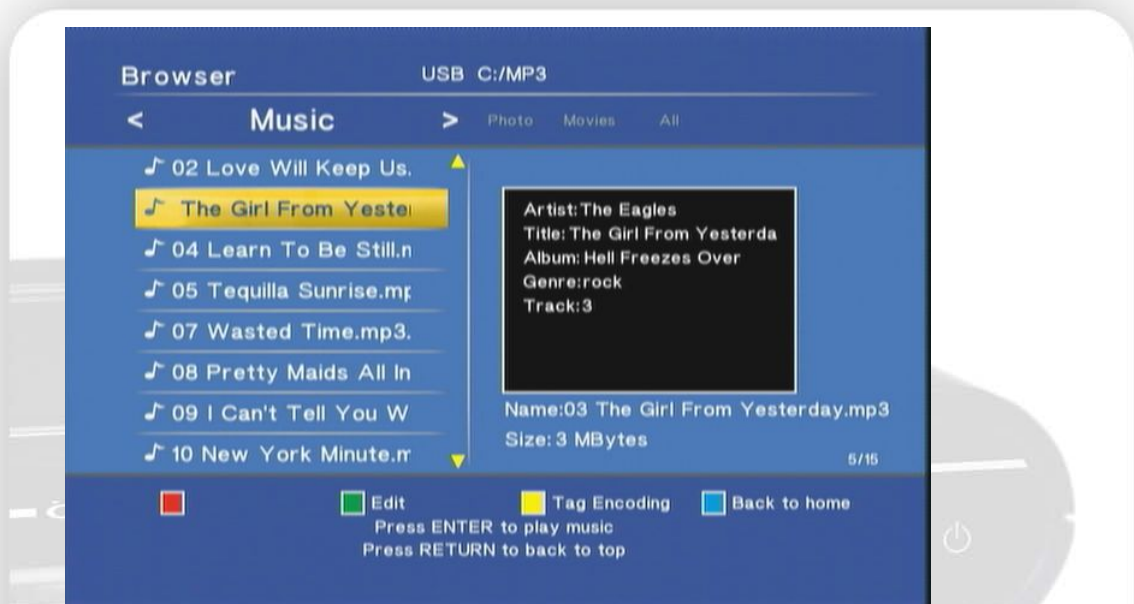 Browser USB C:/MP3
< Music > Photo Movies All
02 Love Will Keep Us.
The Girl From Yester
04 Learn To Be Still.m
05 Tequilla Sunrise.mp
07 Wasted Time.mp3.
08 Pretty Maids All In
09 I Can't Tell You W
10 New York Minute.m
Artist:The Eagles
Title:The Girl From Yesterda
Album:Hell Freezes Over
Genre:rock
Track:3
Name:03 The Girl From Yesterday.mp3
Size:3 MBytes
5/15
Edit Tag Encoding Back to home
Press ENTER to play music
Press RETURN to back to top